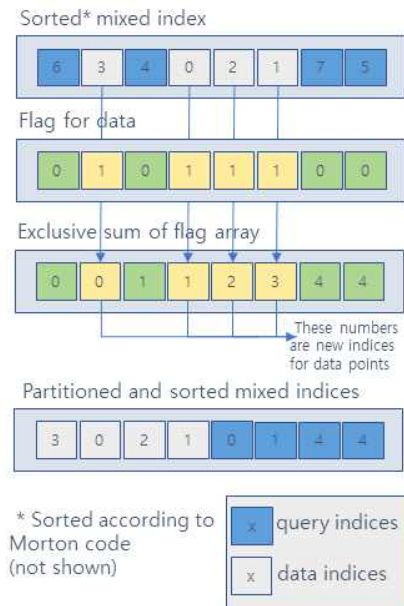 Sorted* mixed index
6 3 4 0 2 1 7 5
Flag for data
0 1 0 1 1 1 0 0
Exclusive sum of flag array
0 0 1 1 2 3 4 4
These numbers
are new indices
for data points
Partitioned and sorted mixed indices
3 0 2 1 0 1 4 4
* Sorted according to
Morton code
(not shown)
x query indices
x data indices